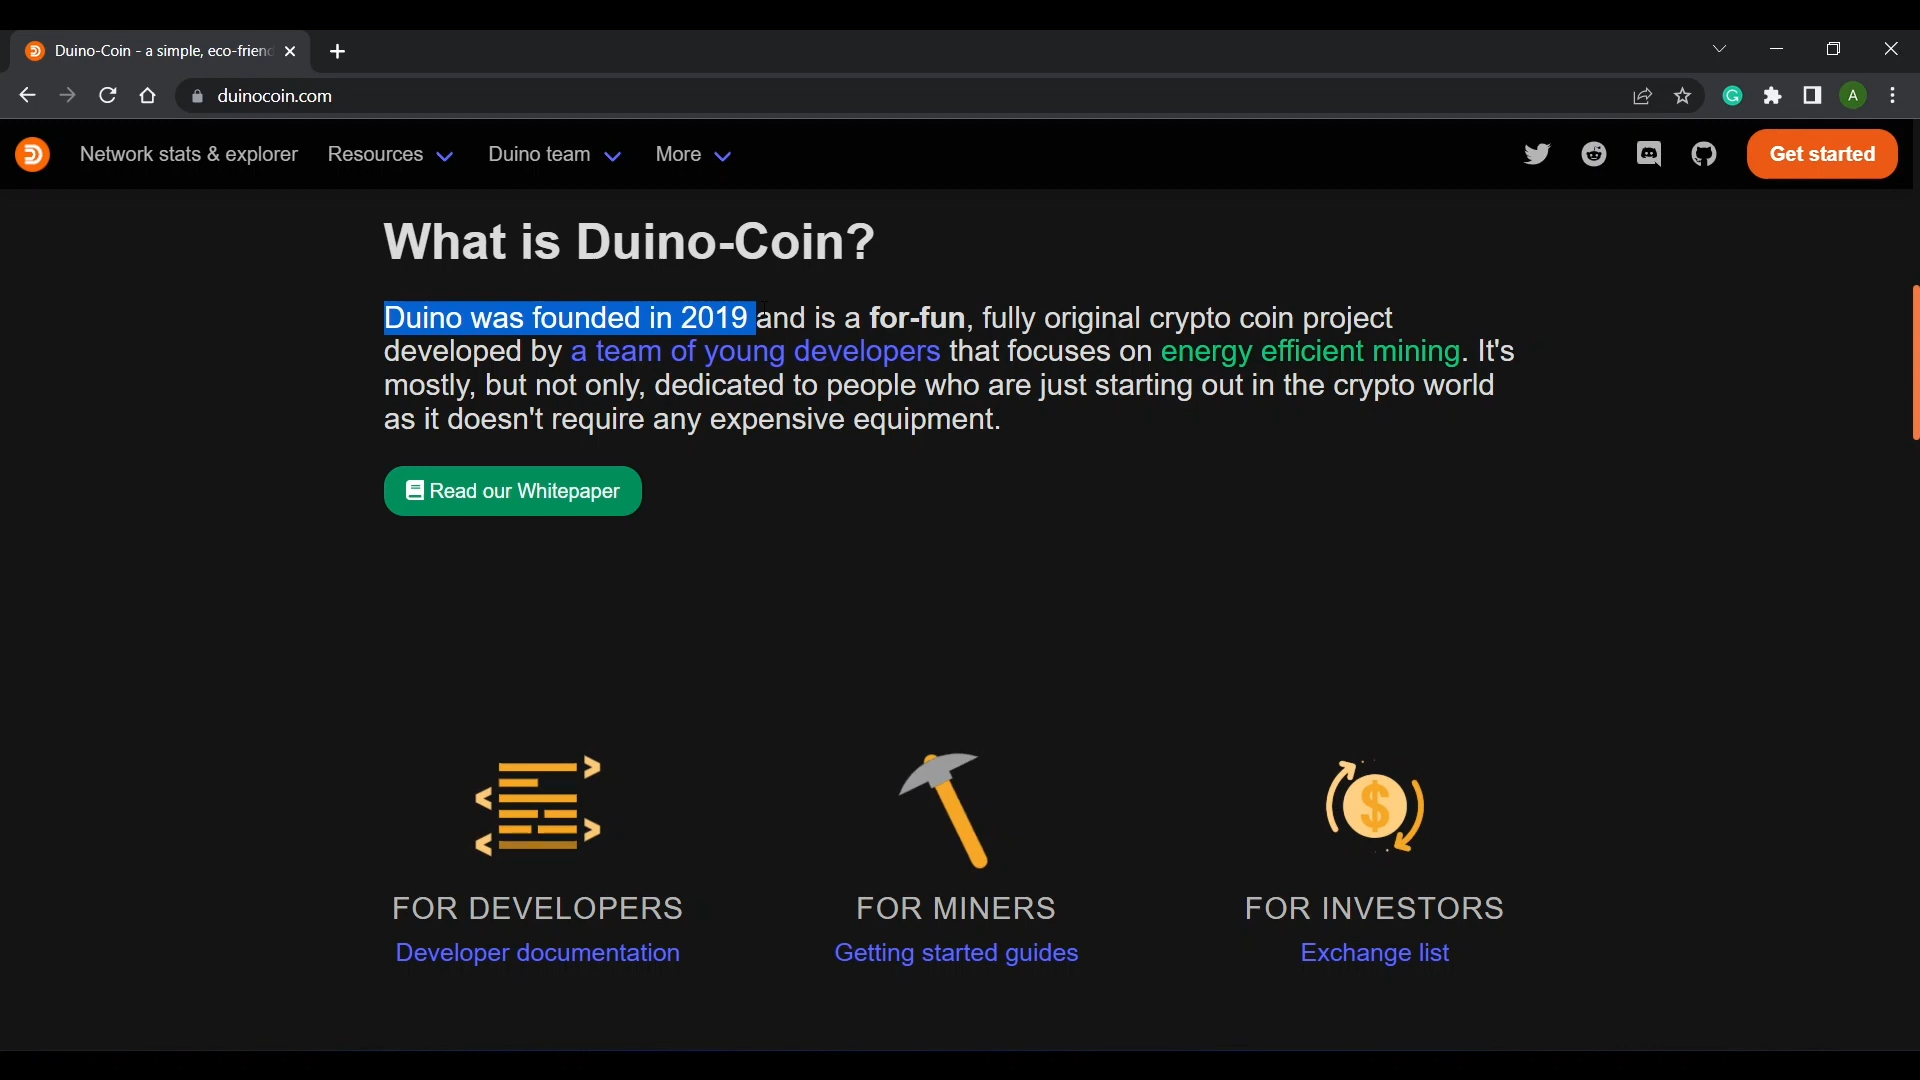 Duino-Coin - a simple, eco-frien
duinocoin.com
A
Network stats & explorer
Resources
Duino team
More
Get started
What is Duino-Coin?
Duino was founded in 2019 and is a for-fun, fully original crypto coin project
developed by a team of young developers that focuses on energy efficient mining. It's
mostly, but not only, dedicated to people who are just starting out in the crypto world
as it doesn't require any expensive equipment.
Read our Whitepaper
FOR DEVELOPERS
FOR MINERS
FOR INVESTORS
Developer documentation
Getting started guides
Exchange list